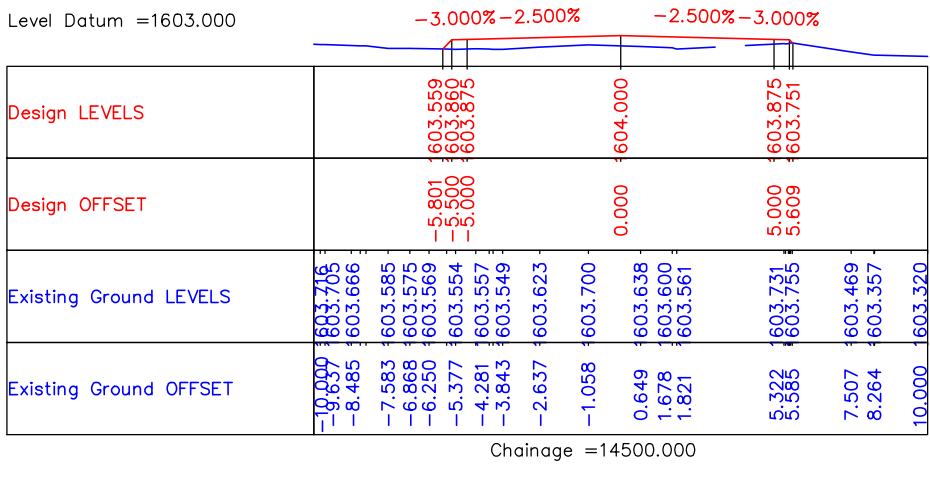 Level Datum =1603.000
-3.000% -2.500% -2.500% -3.000%
Design LEVELS 1603.559 1603.860 1603.875 1604.000 1603.875 1603.751
Design OFFSET -5.801 -5.500 -5.000 0.000 5.000 5.609
Existing Ground LEVELS 1603.716 1603.705 1603.666 1603.585 1603.575 1603.569 1603.554 1603.557 1603.549 1603.623 1603.700 1603.638 1603.600 1603.561 1603.731 1603.755 1603.469 1603.357 1603.320
Existing Ground OFFSET -10.000 -9.637 -8.485 -7.583 -6.868 -6.250 -5.377 -4.281 -3.843 -2.637 -1.058 0.649 1.678 1.821 5.322 5.585 7.507 8.264 10.000
Chainage =14500.000